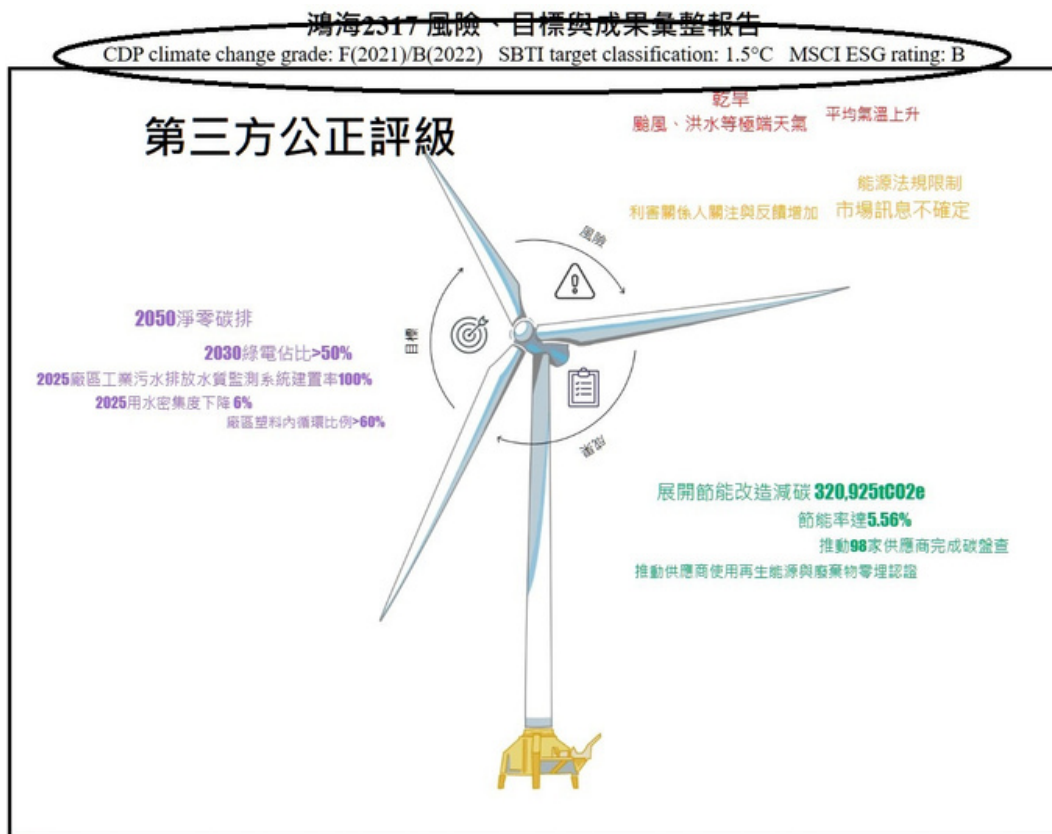 鴻海2317 風險、目標與成果彙整報告
CDP climate change grade: F(2021)/B(2022) SBTI target classification: 1.5°C MSCI ESG rating: B
第三方公正評級
乾旱
颱風、洪水等極端天氣
平均氣溫上升
能源法規限制
利害關係人關注與反饋增加
市場訊息不確定
風險
目標
成果
2050淨零碳排
2030綠電佔比>50%
2025廠區工業污水排放水質監測系統建置率100%
2025用水密集度下降6%
廠區塑料內循環比例>60%
展開節能改造減碳320,925tCO2e
節能率達5.56%
推動98家供應商完成碳盤查
推動供應商使用再生能源與廢棄物零埋認證